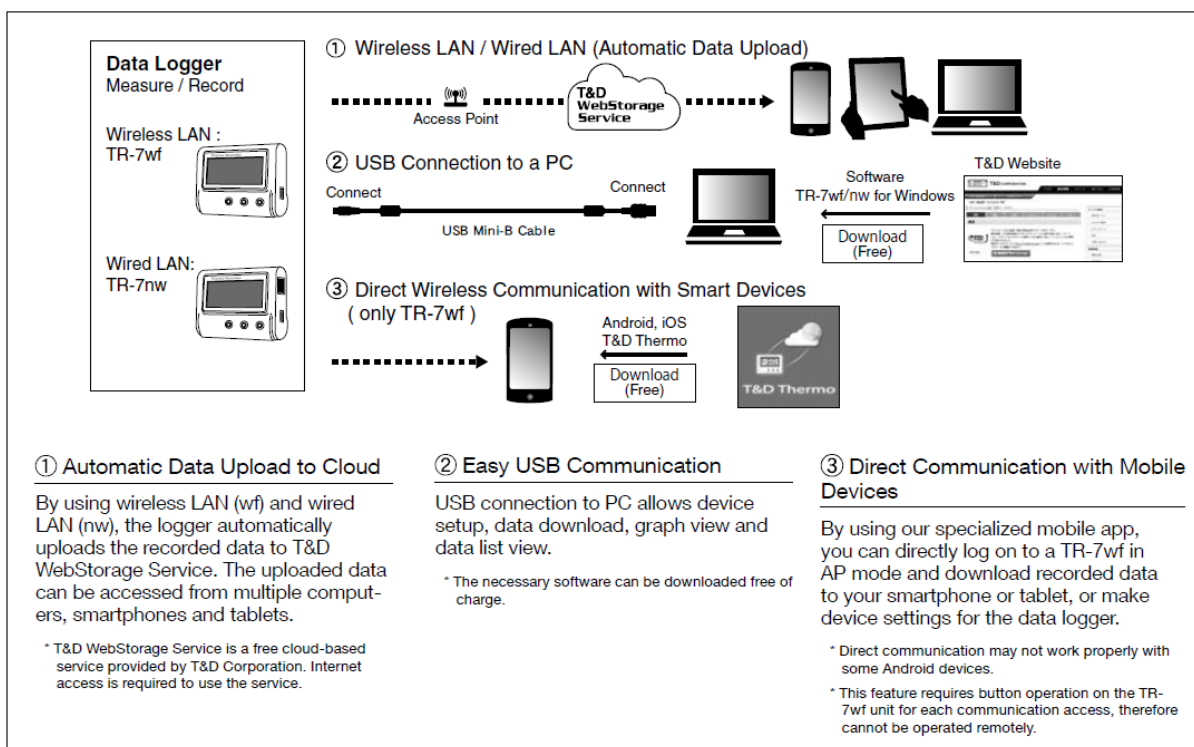 Data Logger
Measure / Record
Wireless LAN :
TR-7wf
Wired LAN:
TR-7nw
① Wireless LAN / Wired LAN (Automatic Data Upload)
Access Point
T&D
WebStorage
Service
② USB Connection to a PC
Connect
Connect
USB Mini-B Cable
Software
TR-7wf/nw for Windows
Download
(Free)
T&D Website
③ Direct Wireless Communication with Smart Devices
( only TR-7wf )
Android, iOS
T&D Thermo
Download
(Free)
T&D Thermo
① Automatic Data Upload to Cloud
By using wireless LAN (wf) and wired
LAN (nw), the logger automatically
uploads the recorded data to T&D
WebStorage Service. The uploaded data
can be accessed from multiple comput-
ers, smartphones and tablets.
* T&D WebStorage Service is a free cloud-based
service provided by T&D Corporation. Internet
access is required to use the service.
② Easy USB Communication
USB connection to PC allows device
setup, data download, graph view and
data list view.
* The necessary software can be downloaded free of
charge.
③ Direct Communication with Mobile
Devices
By using our specialized mobile app,
you can directly log on to a TR-7wf in
AP mode and download recorded data
to your smartphone or tablet, or make
device settings for the data logger.
* Direct communication may not work properly with
some Android devices.
* This feature requires button operation on the TR-
7wf unit for each communication access, therefore
cannot be operated remotely.